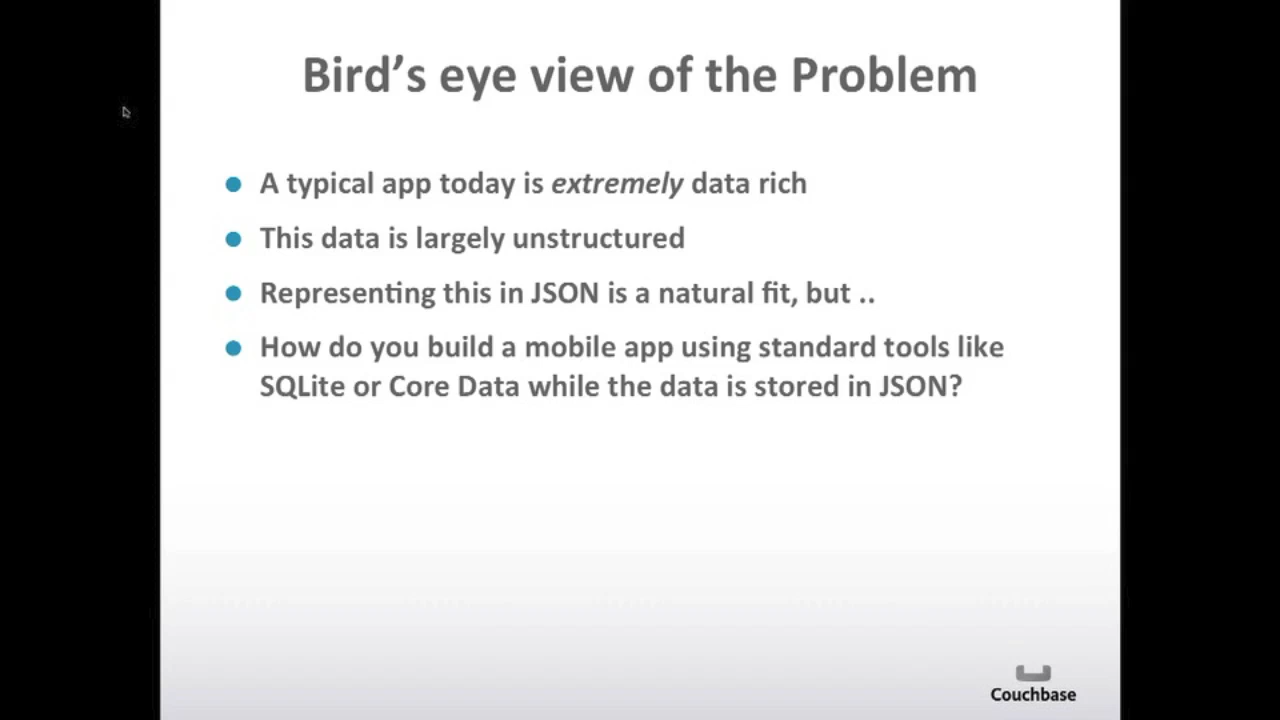 Bird’s eye view of the Problem
A typical app today is extremely data rich
This data is largely unstructured
Representing this in JSON is a natural fit, but ..
How do you build a mobile app using standard tools like
SQLite or Core Data while the data is stored in JSON?
Couchbase